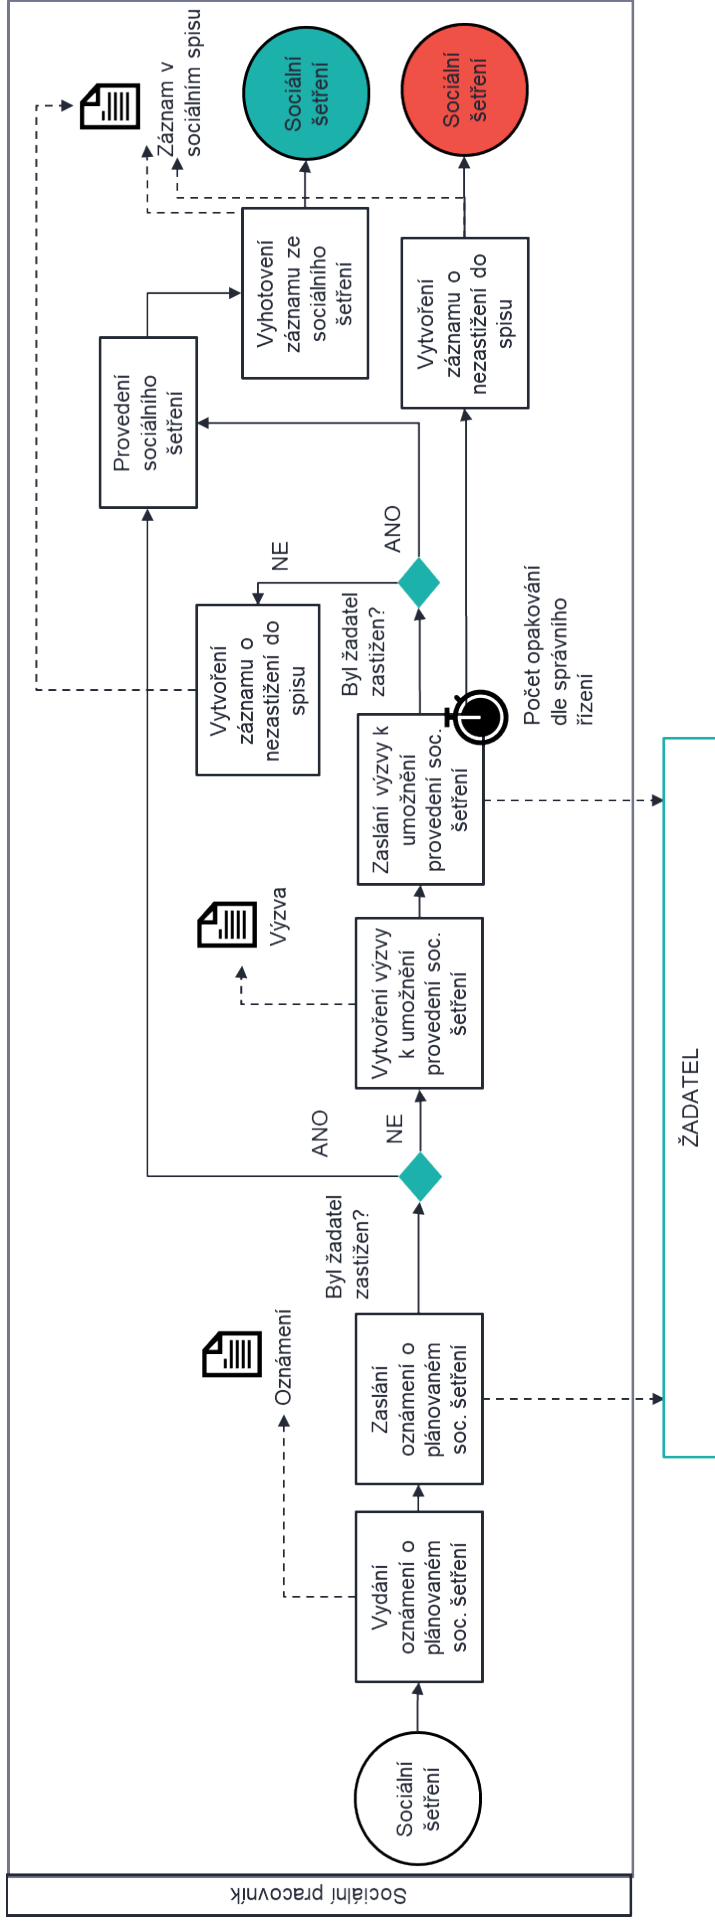 Sociální pracovník
Sociální
šetření
Vydání
oznámení o
plánovaném
soc. šetření
Oznámení
Zaslání
oznámení o
plánovaném
soc. šetření
Byl žadatel
zastižen?
ANO
NE
Vytvoření výzvy
k umožnění
provedení soc.
šetření
Výzva
Zaslání výzvy k
umožnění
provedení soc.
šetření
Počet opakování
dle správního
řízení
Byl žadatel
zastižen?
NE
ANO
Vytvoření
záznamu o
nezastižení do
spisu
Provedení
sociálního
šetření
Vyhotovení
záznamu ze
sociálního
šetření
Vytvoření
záznamu o
nezastižení do
spisu
Záznam v
sociálním spisu
Sociální
šetření
Sociální
šetření
ŽADATEL